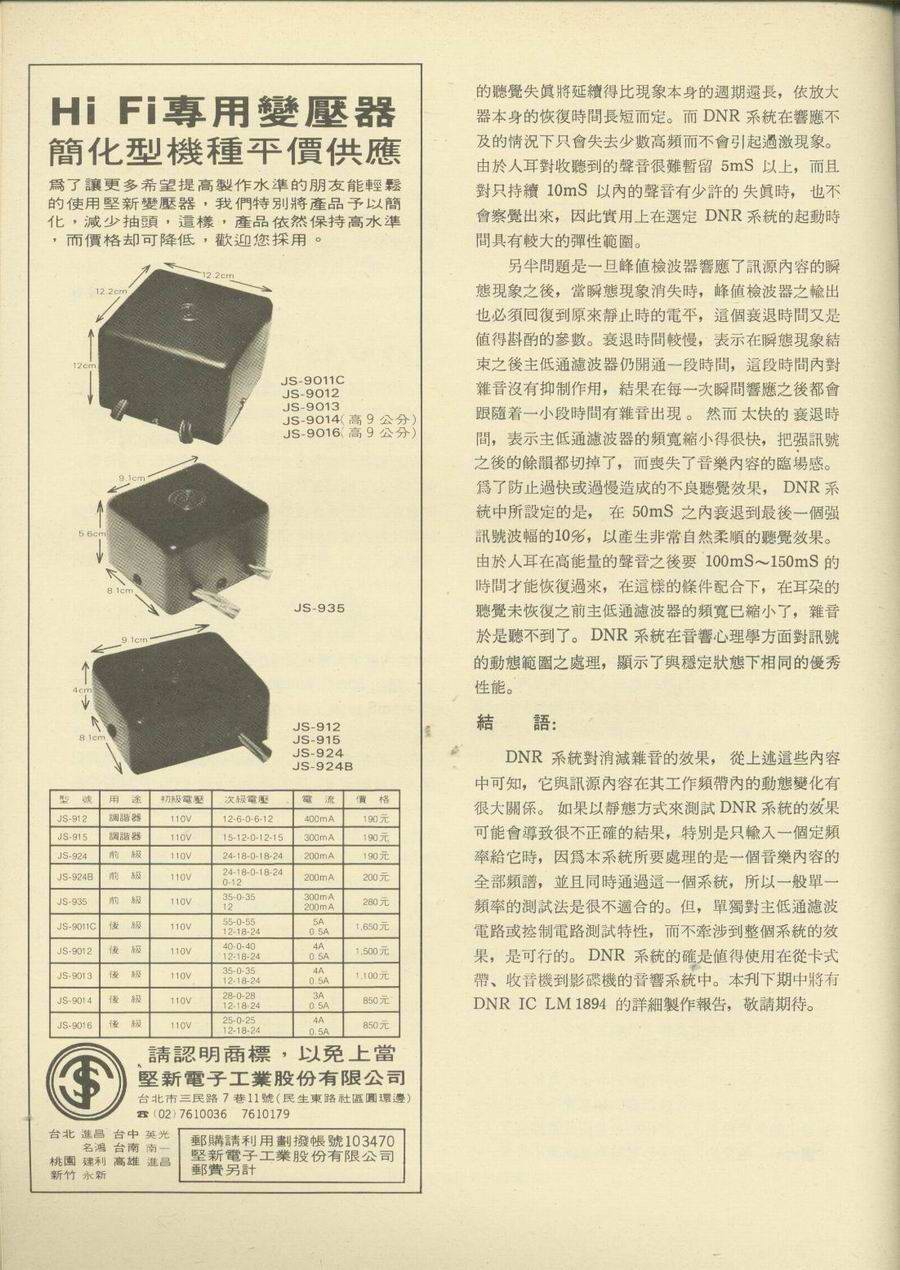 Hi Fi專用變壓器
簡化型機種平價供應
爲了讓更多希望提高製作水準的朋友能輕鬆
的使用堅新變壓器，我們特別將產品予以簡
化，減少抽頭，這樣，產品依然保持高水準
，而價格却可降低，歡迎您採用。
12.2cm
12.2cm
12cm
JS-9011C
JS-9012
JS-9013
JS-9014(高9公分)
JS-9016(高9公分)
9.1cm
5.6cm
8.1cm
JS-935
9.1cm
4cm
8.1cm
JS-912
JS-915
JS-924
JS-924B
型號 用途 初級電壓 次級電壓 電流 價格
JS-912 調諧器 110V 12-6-0-6-12 400mA 190元
JS-915 調諧器 110V 15-12-0-12-15 300mA 190元
JS-924 前級 110V 24-18-0-18-24 200mA 190元
JS-924B 前級 110V 24-18-0-18-24 0-12 200mA 200元
JS-935 前級 110V 35-0-35 12 300mA 200mA 280元
JS-9011C 後級 110V 55-0-55 12-18-24 5A 0.5A 1,650元
JS-9012 後級 110V 40-0-40 12-18-24 4A 0.5A 1,500元
JS-9013 後級 110V 35-0-35 12-18-24 4A 0.5A 1,100元
JS-9014 後級 110V 28-0-28 12-18-24 3A 0.5A 850元
JS-9016 後級 110V 25-0-25 12-18-24 4A 0.5A 850元
請認明商標，以免上當
堅新電子工業股份有限公司
台北市三民路7巷11號(民生東路社區圓環邊)
☎(02)7610036 7610179
台北 進昌 台中 英光
名鴻 台南 南一
桃園 建利 高雄 進昌
新竹 永新
郵購請利用劃撥帳號103470
堅新電子工業股份有限公司
郵費另計
的聽覺失眞將延續得比現象本身的週期還長，依放大
器本身的恢復時間長短而定。而 DNR 系統在響應不
及的情況下只會失去少數高頻而不會引起過激現象。
由於人耳對收聽到的聲音很難暫留 5mS 以上，而且
對只持續 10mS 以內的聲音有少許的失眞時，也不
會察覺出來，因此實用上在選定 DNR 系統的起動時
間具有較大的彈性範圍。
另半問題是一旦峰值檢波器響應了訊源內容的瞬
態現象之後，當瞬態現象消失時，峰值檢波器之輸出
也必須囘復到原來靜止時的電平，這個衰退時間又是
値得斟酌的參數。衰退時間較慢，表示在瞬態現象結
束之後主低通濾波器仍開通一段時間，這段時間內對
雜音沒有抑制作用，結果在每一次瞬間響應之後都會
跟隨着一小段時間有雜音出現。然而太快的衰退時
間，表示主低通濾波器的頻寬縮小得很快，把强訊號
之後的餘韻都切掉了，而喪失了音樂內容的臨場感。
爲了防止過快或過慢造成的不良聽覺效果，DNR 系
統中所設定的是，在 50mS 之內衰退到最後一個强
訊號波幅的10%，以產生非常自然柔順的聽覺效果。
由於人耳在高能量的聲音之後要 100mS～150mS 的
時間才能恢復過來，在這樣的條件配合下，在耳朶的
聽覺未恢復之前主低通濾波器的頻寬已縮小了，雜音
於是聽不到了。DNR 系統在音響心理學方面對訊號
的動態範圍之處理，顯示了與穩定狀態下相同的優秀
性能。
結　語:
DNR 系統對消減雜音的效果，從上述這些內容
中可知，它與訊源內容在其工作頻帶內的動態變化有
很大關係。如果以靜態方式來測試 DNR 系統的效果
可能會導致很不正確的結果，特別是只輸入一個定頻
率給它時，因爲本系統所要處理的是一個音樂內容的
全部頻譜，並且同時通過這一個系統，所以一般單一
頻率的測試法是很不適合的。但，單獨對主低通濾波
電路或控制電路測試特性，而不牽涉到整個系統的效
果，是可行的。DNR 系統的確是値得使用在從卡式
帶、收音機到影碟機的音響系統中。本刋下期中將有
DNR IC LM1894 的詳細製作報告，敬請期待。